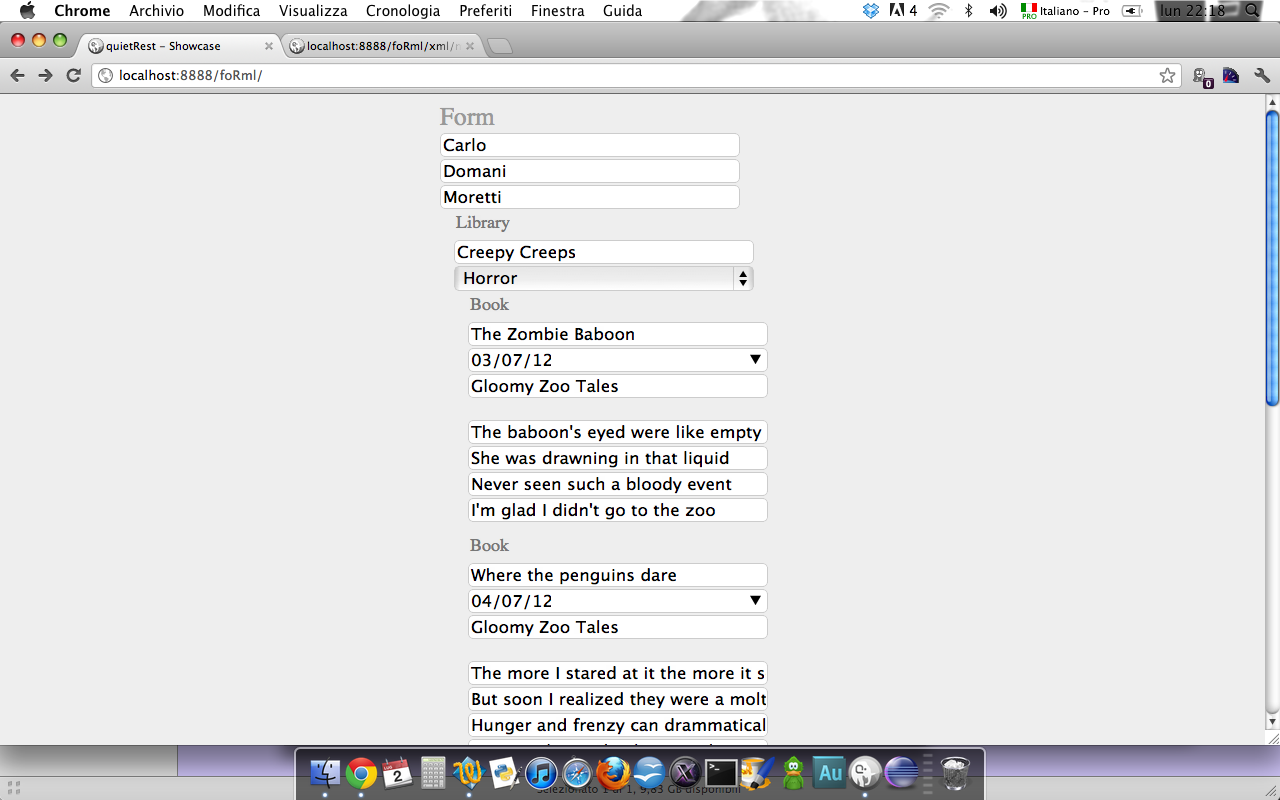 Chrome Archivio Modifica Visualizza Cronologia Preferiti Finestra Guida 4 PRO Italiano - Pro lun 22:18
quietRest - Showcase localhost:8888/foRml/xml/
localhost:8888/foRml/ 0
Form
Carlo
Domani
Moretti
Library
Creepy Creeps
Horror
Book
The Zombie Baboon
03/07/12
Gloomy Zoo Tales
The baboon's eyed were like empty
She was drawning in that liquid
Never seen such a bloody event
I'm glad I didn't go to the zoo
Book
Where the penguins dare
04/07/12
Gloomy Zoo Tales
The more I stared at it the more it s
But soon I realized they were a molt
Hunger and frenzy can drammatical
LUG
2 Au
Selezionato 1 di 1, 9,83 GB disponibili